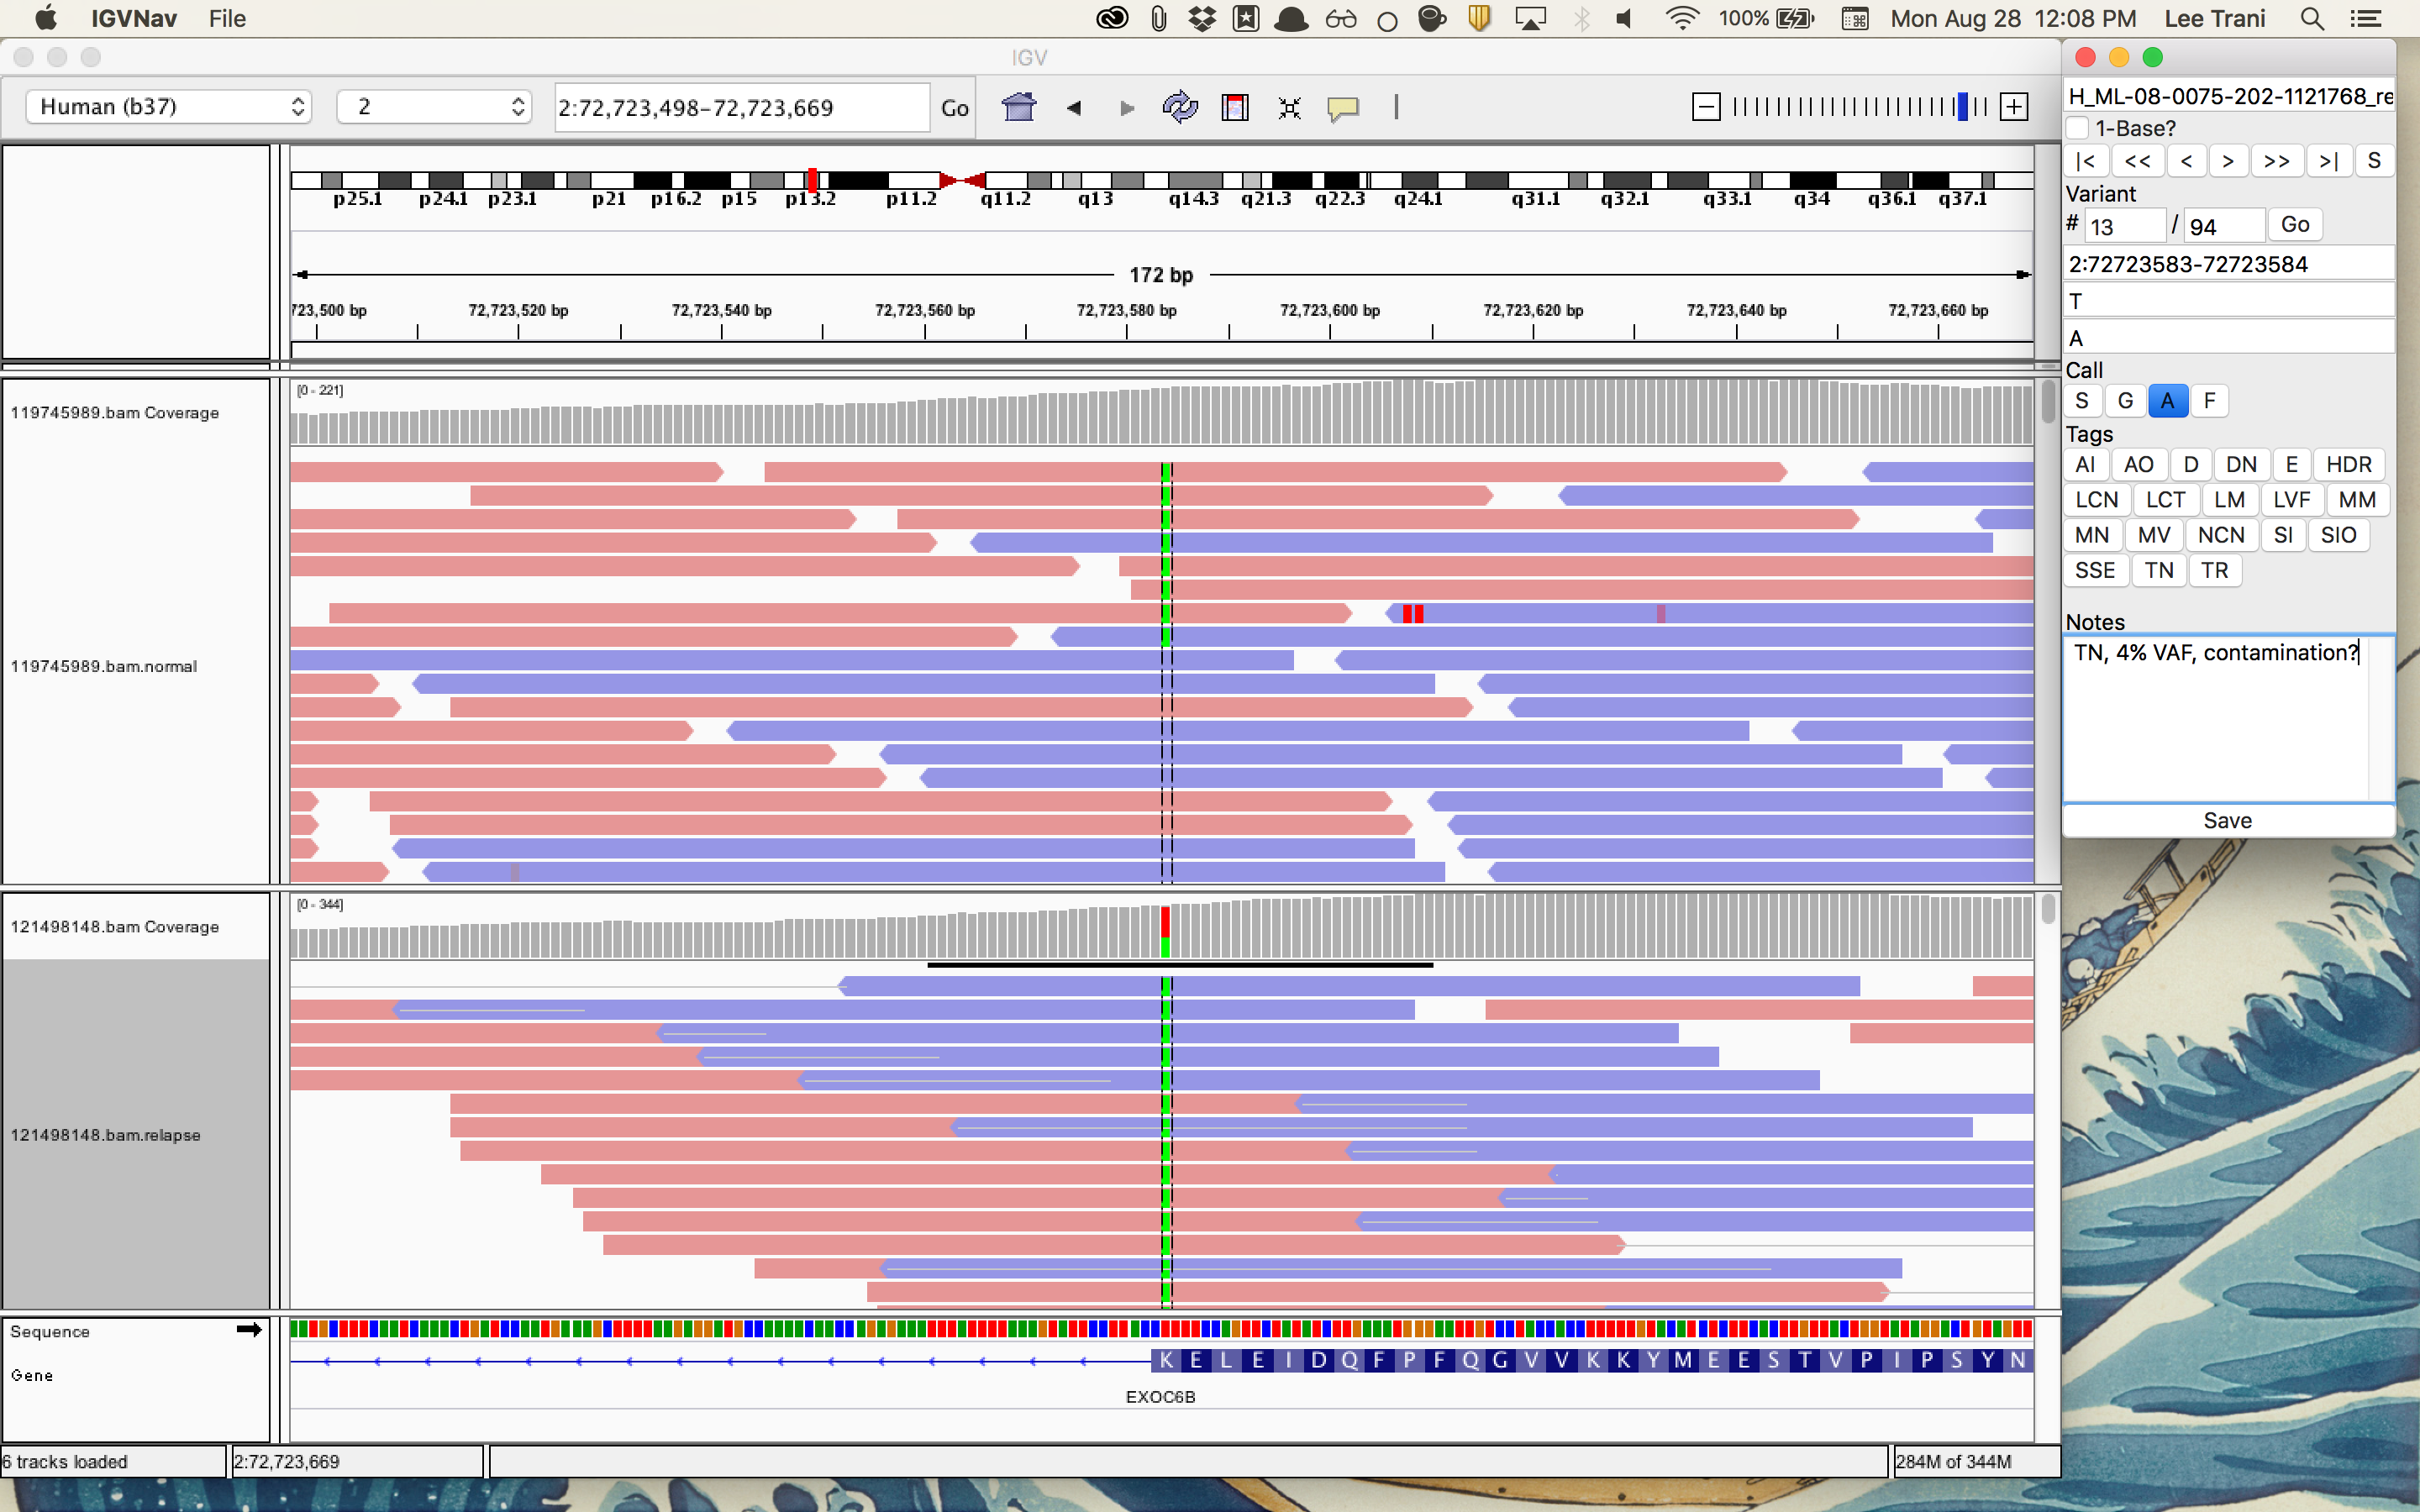 IGVNav File 100% Mon Aug 28 12:08 PM Lee Trani
IGV
Human (b37) 2 2:72,723,498-72,723,669 Go
p25.1 p24.1 p23.1 p21 p16.2 p15 p13.2 p11.2 q11.2 q13 q14.3 q21.3 q22.3 q24.1 q31.1 q32.1 q33.1 q34 q36.1 q37.1
172 bp
723,500 bp 72,723,520 bp 72,723,540 bp 72,723,560 bp 72,723,580 bp 72,723,600 bp 72,723,620 bp 72,723,640 bp 72,723,660 bp
[0 - 221]
119745989.bam Coverage
119745989.bam.normal
[0 - 344]
121498148.bam Coverage
121498148.bam.relapse
Sequence
Gene
K E L E I D Q F P F Q G V V K K Y M E E S T V P I P S Y N
EXOC6B
6 tracks loaded 2:72,723,669 284M of 344M
H_ML-08-0075-202-1121768_re
1-Base?
|< << < > >> >| S
Variant
# 13 / 94 Go
2:72723583-72723584
T
A
Call
S G A F
Tags
AI AO D DN E HDR
LCN LCT LM LVF MM
MN MV NCN SI SIO
SSE TN TR
Notes
TN, 4% VAF, contamination?
Save